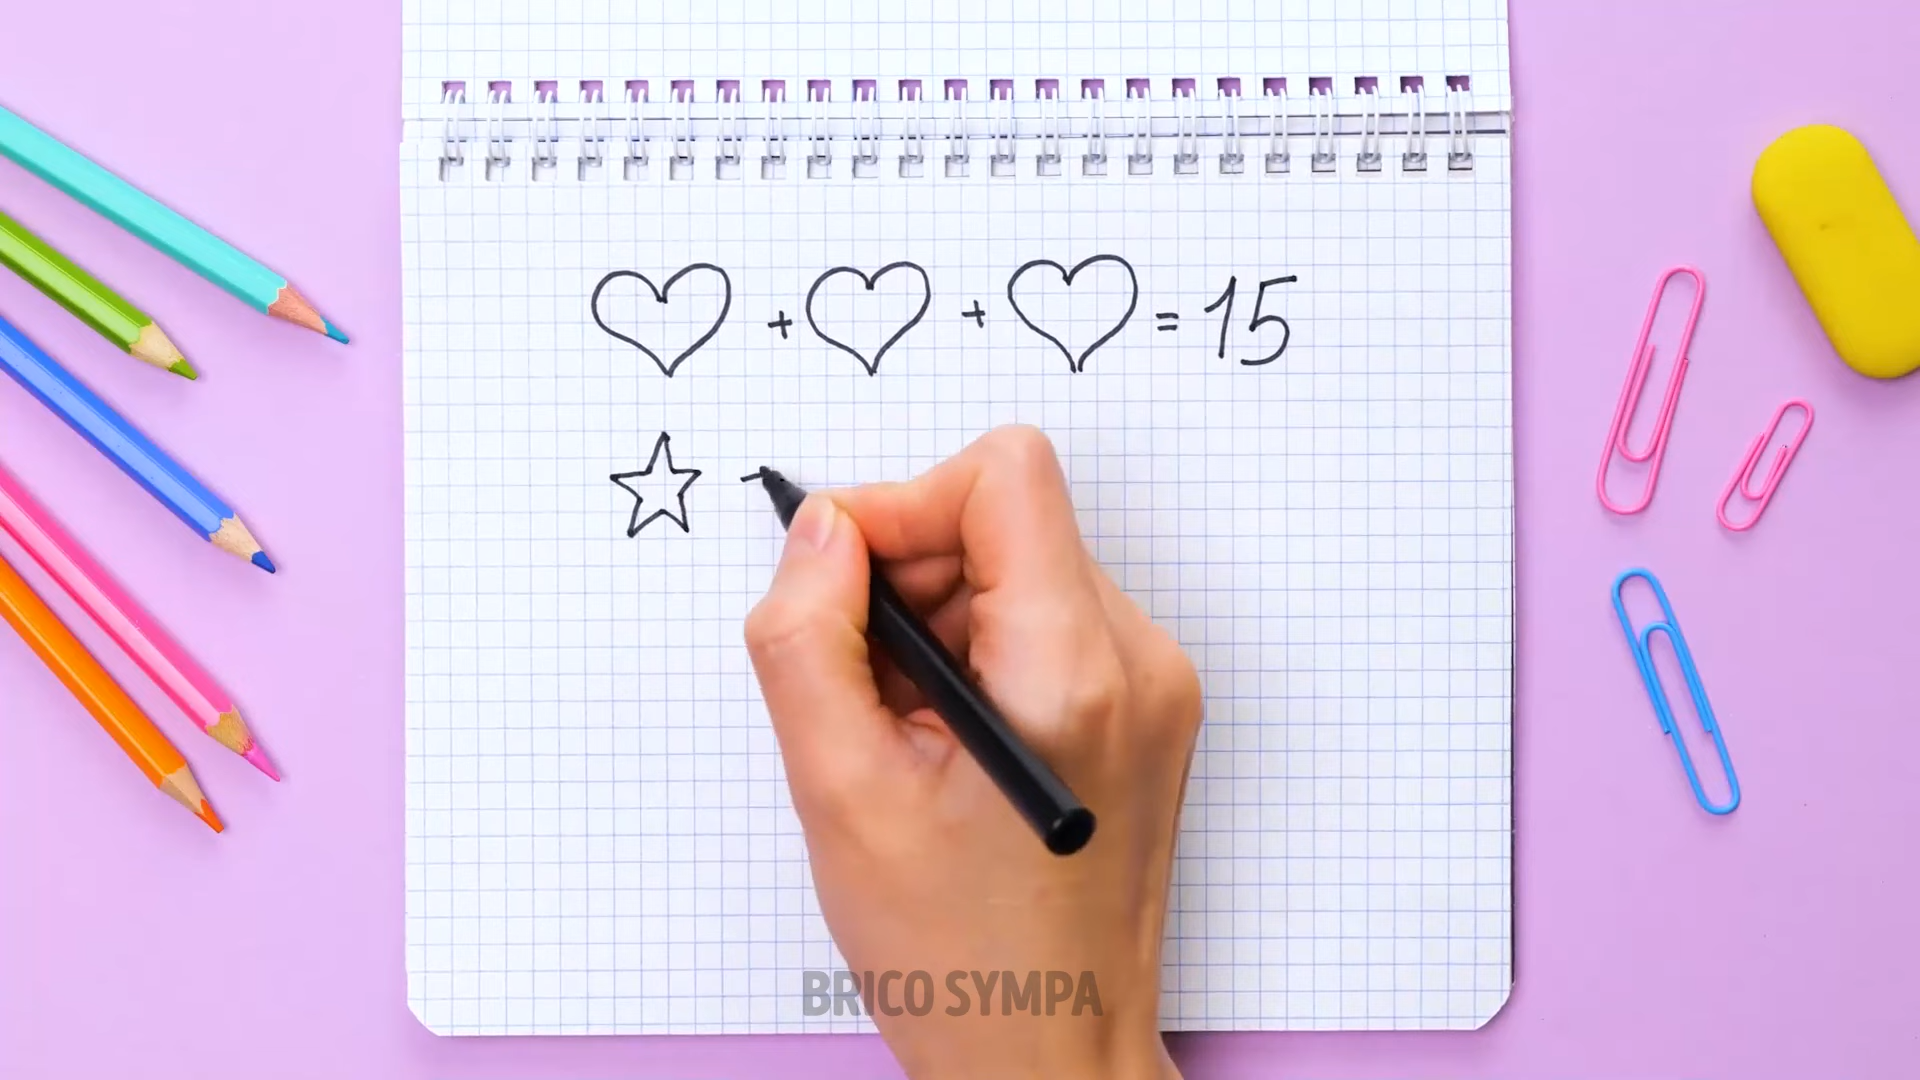 ♡ + ♡ + ♡ = 15
☆ -
BRICO SYMPA